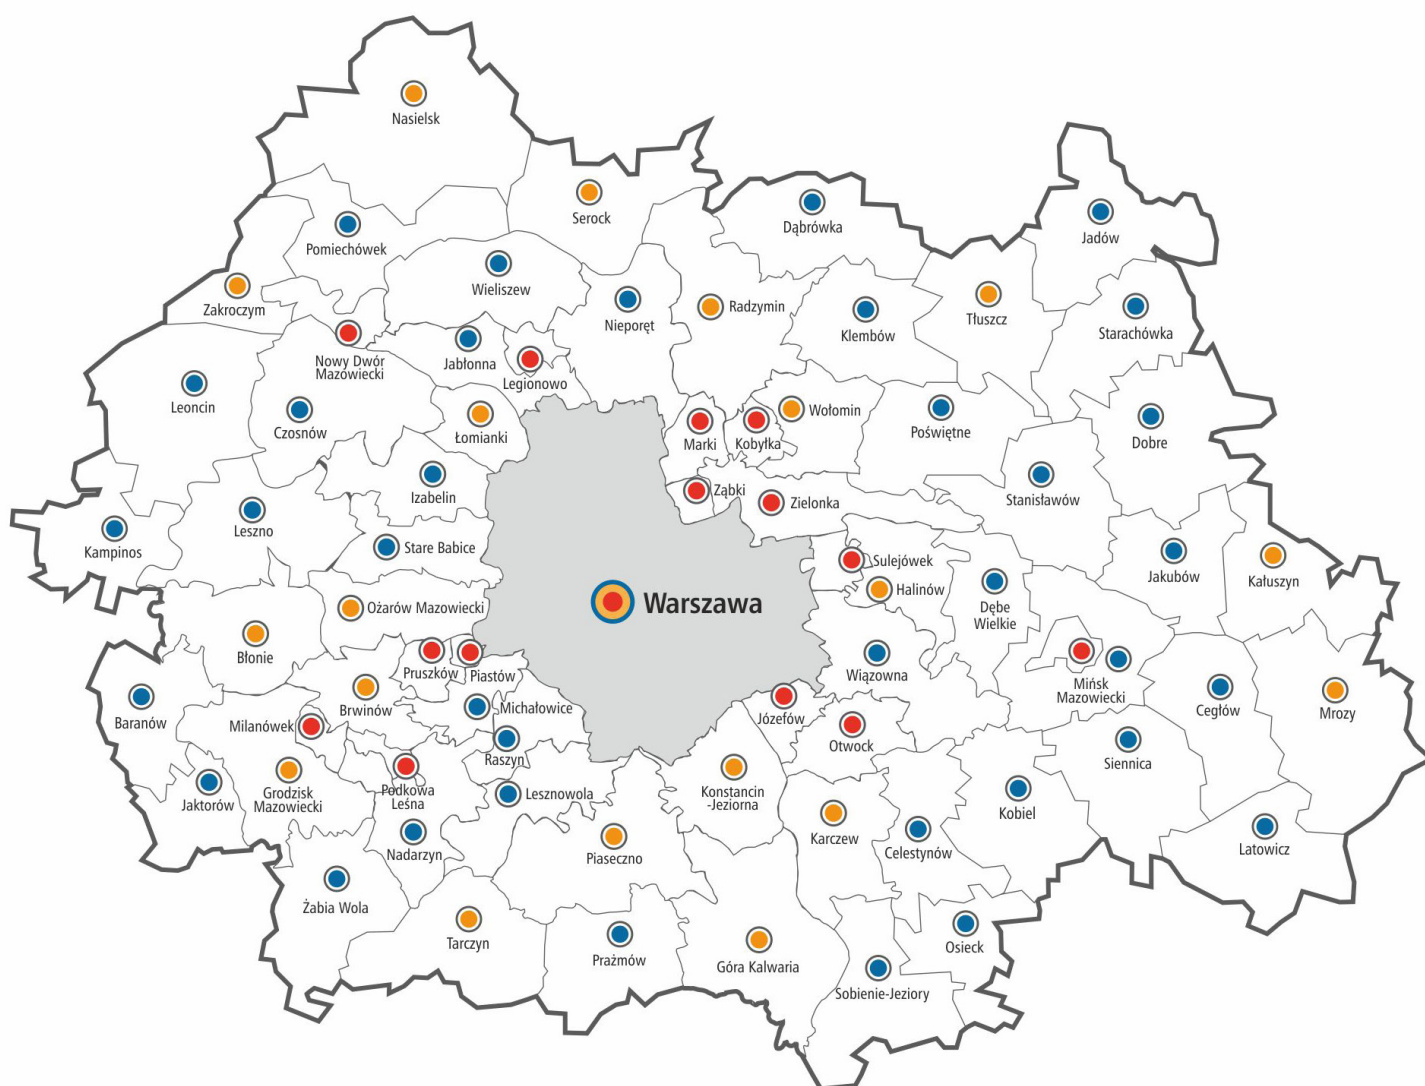 Nasielsk
Serock
Dąbrówka
Jadów
Pomiechówek
Wieliszew
Zakroczym
Nieporęt
Radzymin
Klembów
Tłuszcz
Starachówka
Nowy Dwór
Mazowiecki
Jabłonna
Legionowo
Leoncin
Czosnów
Łomianki
Marki
Kobyłka
Wołomin
Poświętne
Dobre
Izabelin
Ząbki
Zielonka
Stanisławów
Leszno
Kampinos
Stare Babice
Sulejówek
Halinów
Dębe
Wielkie
Jakubów
Kałuszyn
Ożarów Mazowiecki
Warszawa
Błonie
Pruszków
Piastów
Wiązowna
Mińsk
Mazowiecki
Cegłów
Mrozy
Baranów
Brwinów
Michałowice
Józefów
Milanówek
Raszyn
Otwock
Siennica
Jaktorów
Grodzisk
Mazowiecki
Podkowa
Leśna
Lesznowola
Konstancin
-Jeziorna
Kobiel
Karczew
Celestynów
Latowicz
Nadarzyn
Piaseczno
Żabia Wola
Tarczyn
Prażmów
Góra Kalwaria
Osieck
Sobienie-Jeziory